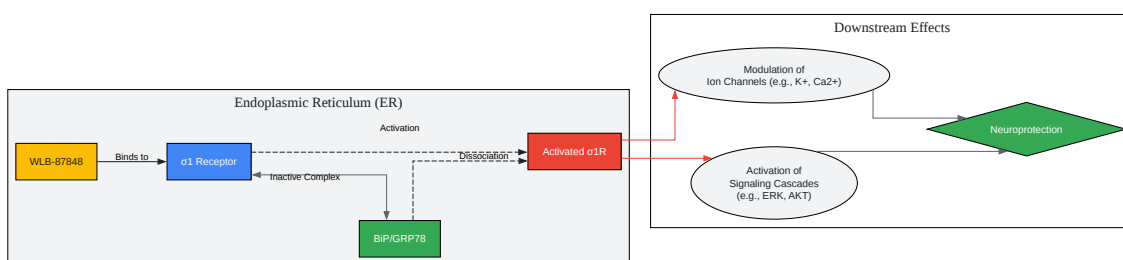 Downstream Effects
Modulation of
Ion Channels (e.g., K+, Ca2+)
Endoplasmic Reticulum (ER)
Activation
Neuroprotection
WLB-87848
Binds to
σ1 Receptor
Activated σ1R
Dissociation
Inactive Complex
Activation of
Signaling Cascades
(e.g., ERK, AKT)
BiP/GRP78